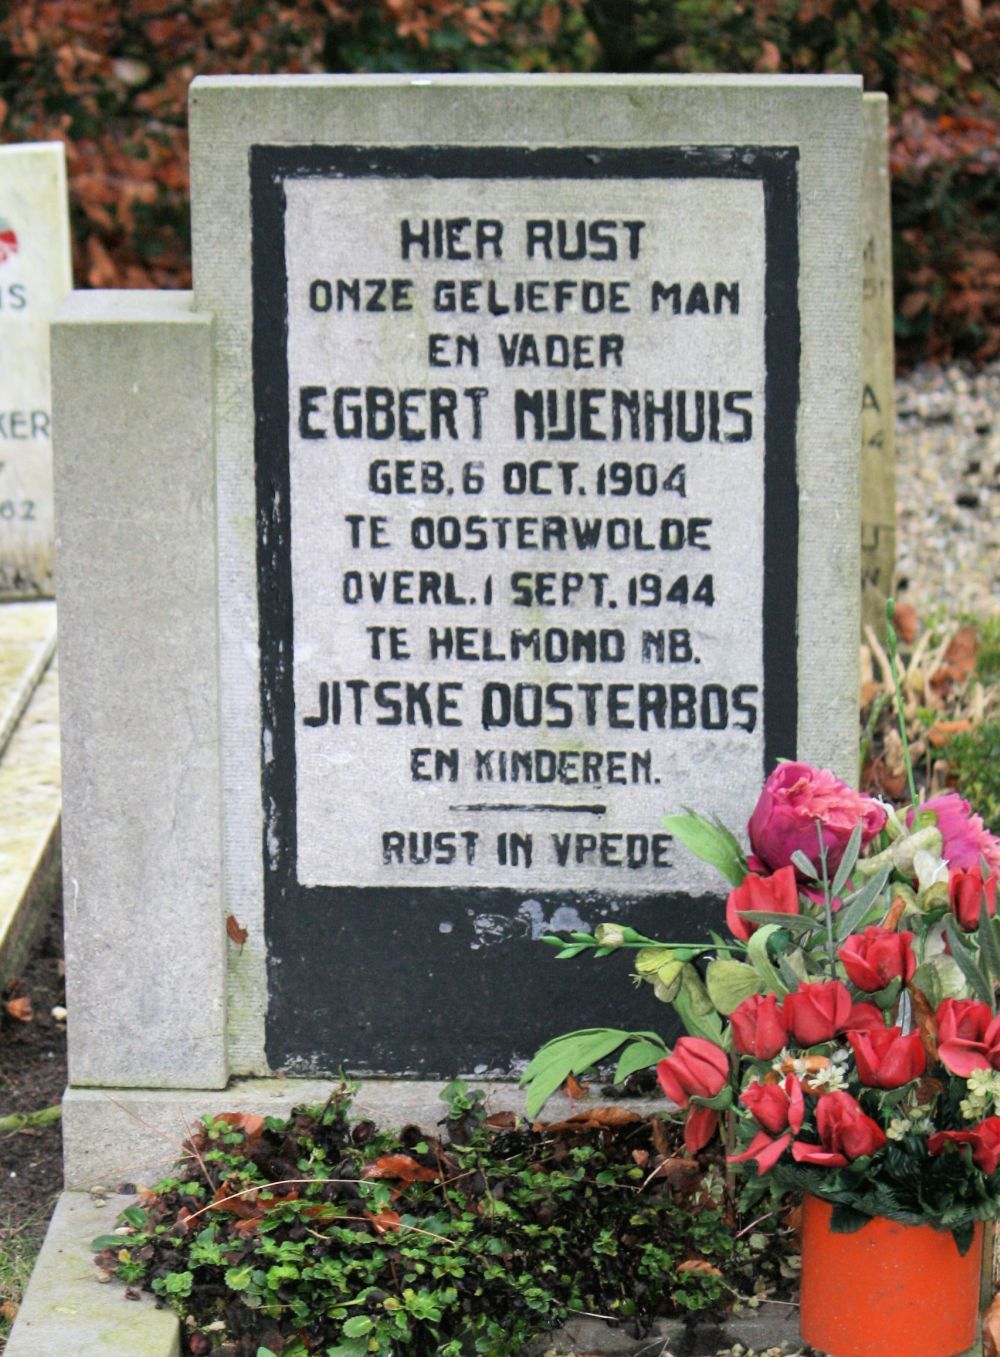 HIER RUST
ONZE GELIEFDE MAN
EN VADER
EGBERT NIJENHUIS
GEB. 6 OCT. 1904
TE OOSTERWOLDE
OVERL. 1 SEPT. 1944
TE HELMOND NB.
JITSKE OOSTERBOS
EN KINDEREN.
RUST IN VREDE